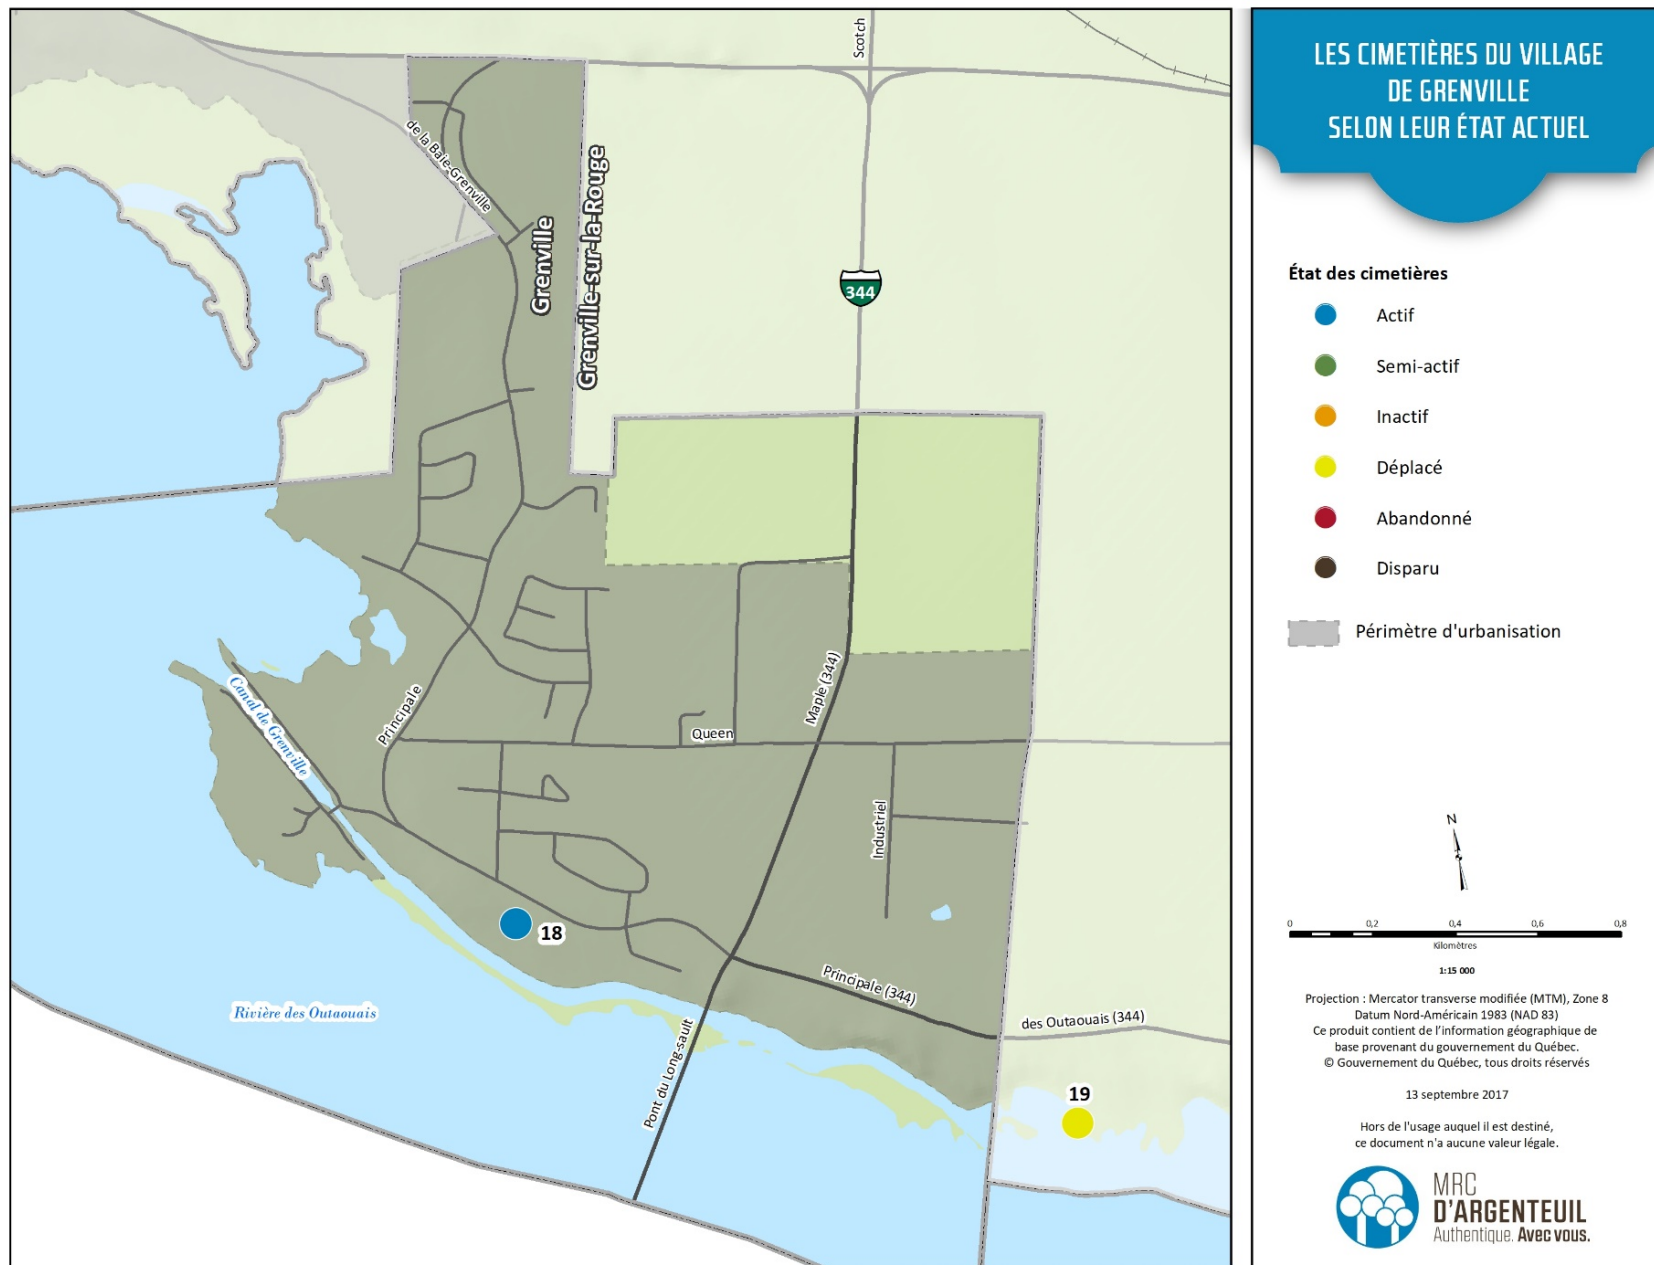 LES CIMETIÈRES DU VILLAGE
DE GRENVILLE
SELON LEUR ÉTAT ACTUEL
État des cimetières
Actif
Semi-actif
Inactif
Déplacé
Abandonné
Disparu
Périmètre d'urbanisation
N
0 0,2 0,4 0,6 0,8
Kilomètres
1:15 000
Projection : Mercator transverse modifiée (MTM), Zone 8
Datum Nord-Américain 1983 (NAD 83)
Ce produit contient de l'information géographique de
base provenant du gouvernement du Québec.
© Gouvernement du Québec, tous droits réservés
13 septembre 2017
Hors de l'usage auquel il est destiné,
ce document n'a aucune valeur légale.
MRC
D'ARGENTEUIL
Authentique. Avec vous.
Scotch
de la Baie-Grenville
Grenville
Grenville-sur-la-Rouge
344
Maple (344)
Principale
Canal de Grenville
Queen
Industriel
18
Principale (344)
Rivière des Outaouais
des Outaouais (344)
Pont du Long-sault
19